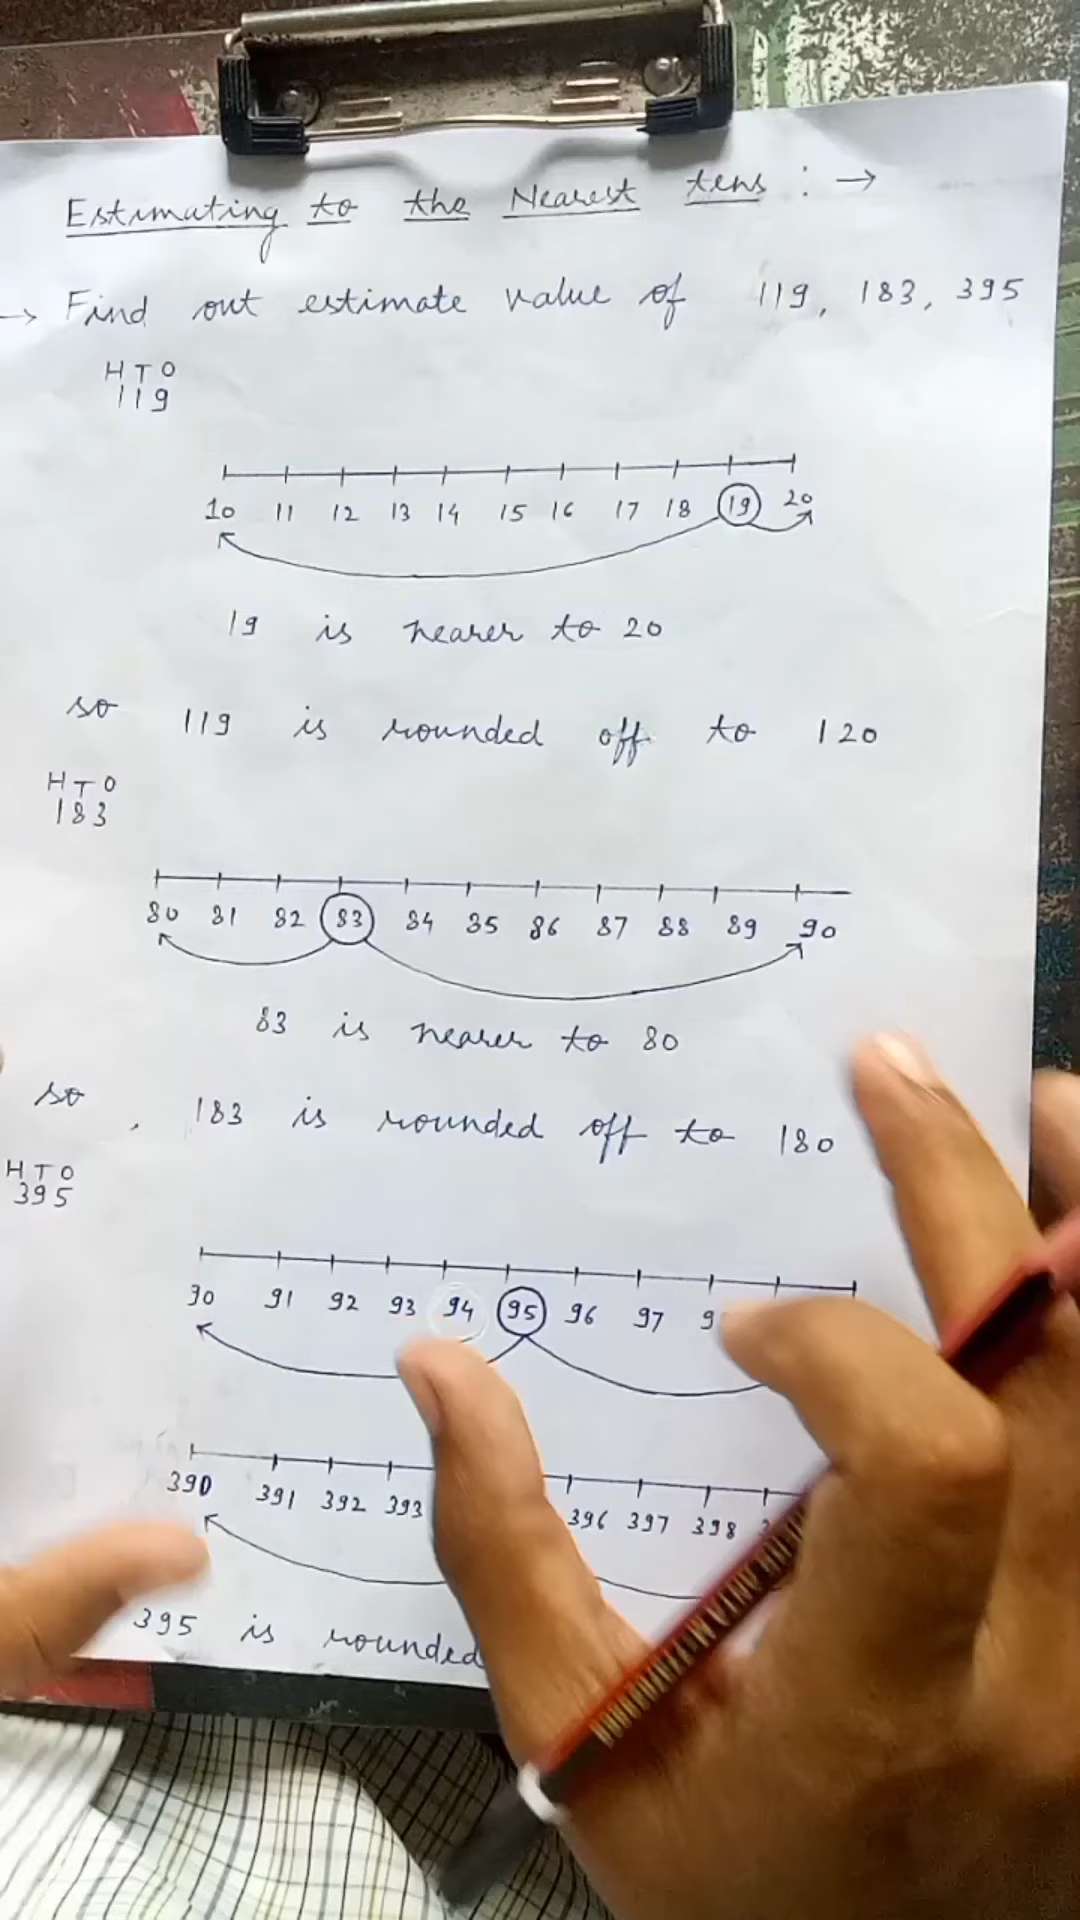 Estimating to the Nearest tens : →
→ Find out estimate value of 119, 183, 395
H T O
119
10 11 12 13 14 15 16 17 18 19 20
19 is nearer to 20
so 119 is rounded off to 120
H T O
183
80 81 82 83 84 85 86 87 88 89 90
83 is nearer to 80
so, 183 is rounded off to 180
H T O
395
90 91 92 93 94 95 96 97
390 391 392 393 396 397 398
395 is rounded